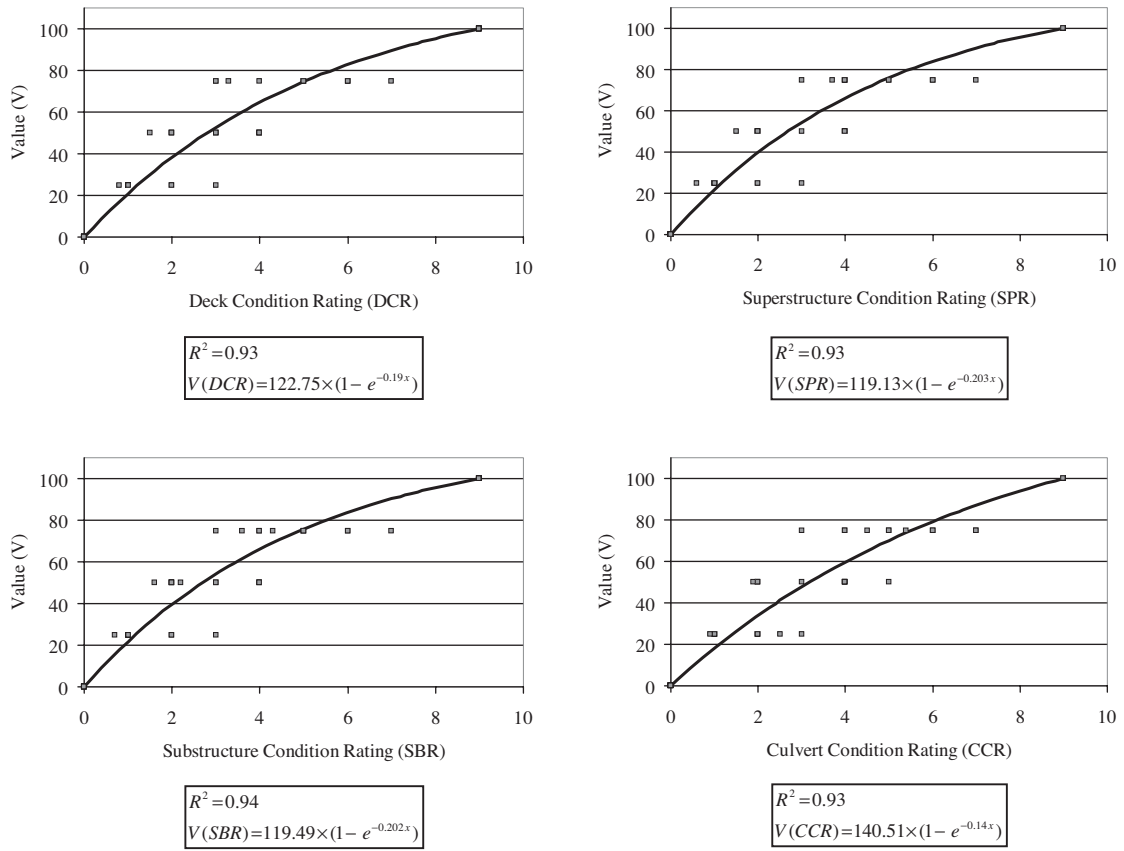 100
80
60
40
20
0
Value (V)
0 2 4 6 8 10
Deck Condition Rating (DCR)
R² =0.93
V(DCR)=122.75×(1− e^−0.19x)
100
80
60
40
20
0
Value (V)
0 2 4 6 8 10
Superstructure Condition Rating (SPR)
R² =0.93
V(SPR)=119.13×(1− e^−0.203x)
100
80
60
40
20
0
Value (V)
0 2 4 6 8 10
Substructure Condition Rating (SBR)
R² =0.94
V(SBR)=119.49×(1− e^−0.202x)
100
80
60
40
20
0
Value (V)
0 2 4 6 8 10
Culvert Condition Rating (CCR)
R² =0.93
V(CCR)=140.51×(1− e^−0.14x)